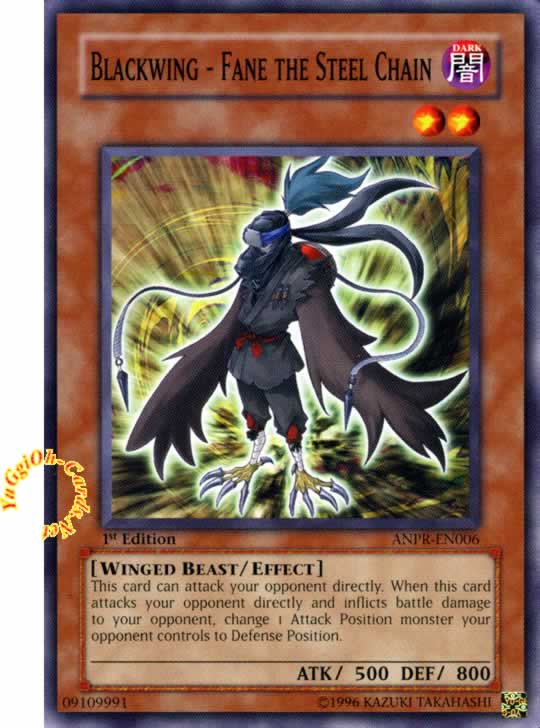 BLACKWING - FANE THE STEEL CHAIN
DARK
闇
YuGgiOh-Cards.Net
1st Edition
ANPR-EN006
[WINGED BEAST/EFFECT]
This card can attack your opponent directly. When this card
attacks your opponent directly and inflicts battle damage
to your opponent, change 1 Attack Position monster your
opponent controls to Defense Position.
ATK/ 500 DEF/ 800
09109991
©1996 KAZUKI TAKAHASHI